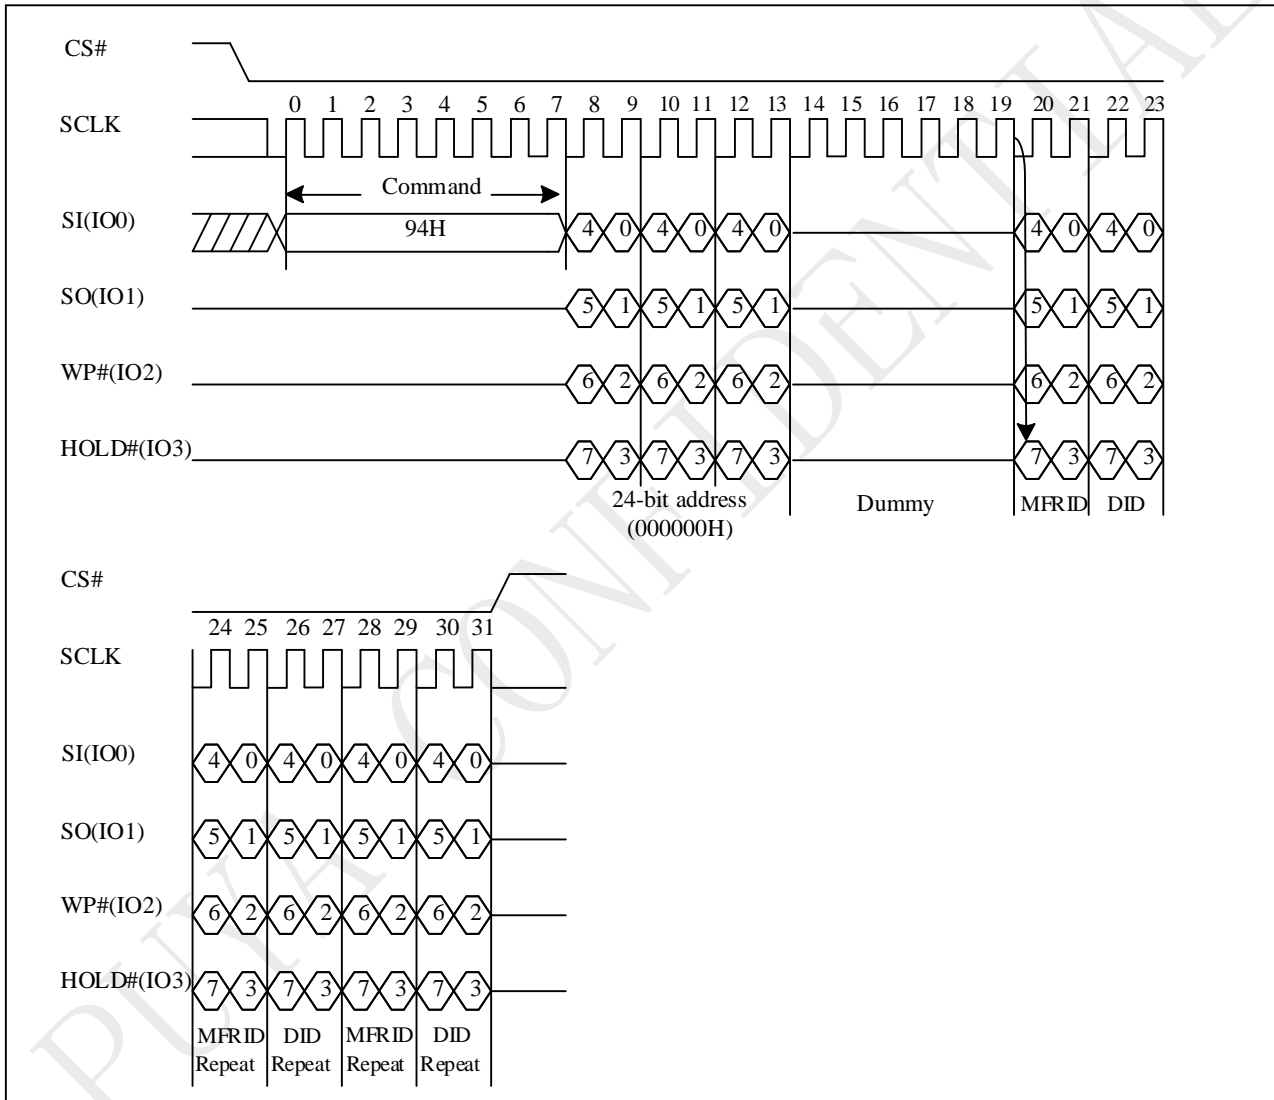 CS#
0 1 2 3 4 5 6 7 8 9 10 11 12 13 14 15 16 17 18 19 20 21 22 23
SCLK
Command
SI(IO0) 94H 4 0 4 0 4 0 4 0 4 0
SO(IO1) 5 1 5 1 5 1 5 1 5 1
WP#(IO2) 6 2 6 2 6 2 6 2 6 2
HOLD#(IO3) 7 3 7 3 7 3 7 3 7 3
24-bit address Dummy MFRID DID
(000000H)
CS#
24 25 26 27 28 29 30 31
SCLK
SI(IO0) 4 0 4 0 4 0 4 0
SO(IO1) 5 1 5 1 5 1 5 1
WP#(IO2) 6 2 6 2 6 2 6 2
HOLD#(IO3) 7 3 7 3 7 3 7 3
MFRID DID MFRID DID
Repeat Repeat Repeat Repeat
PUYA CONFIDENTIAL